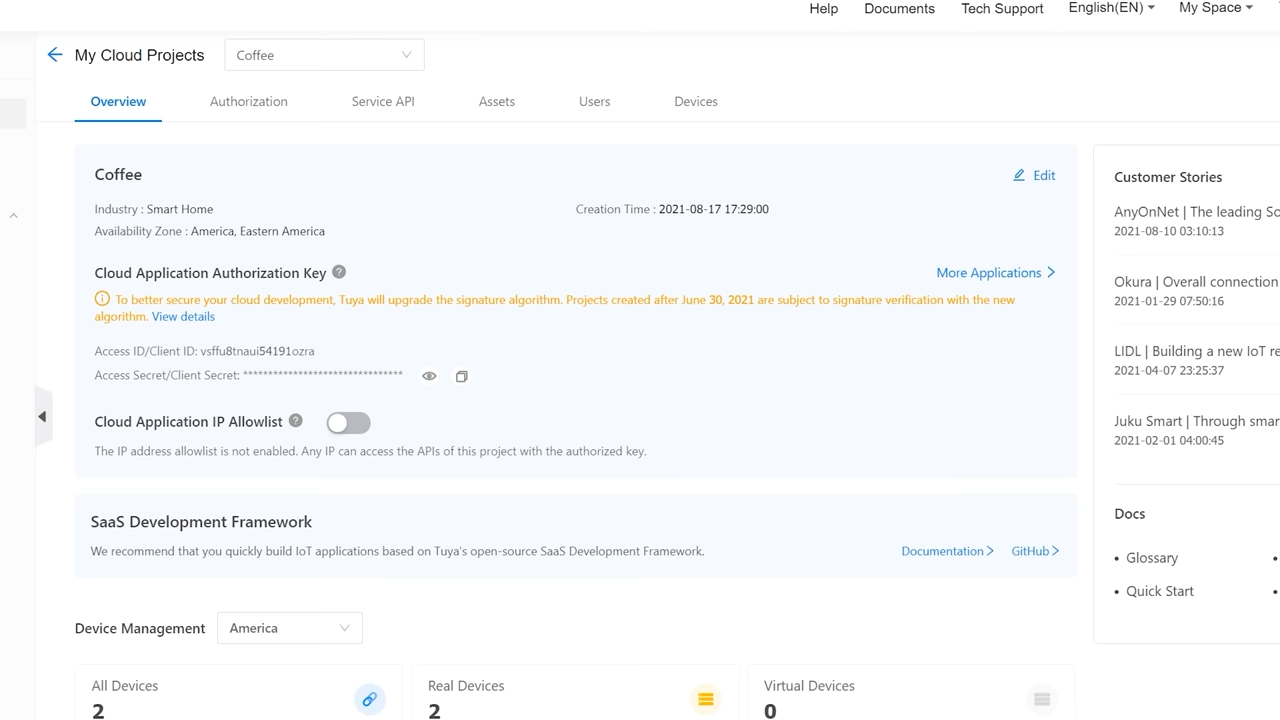 Help Documents Tech Support English(EN) My Space
My Cloud Projects Coffee
Overview Authorization Service API Assets Users Devices
Coffee
Edit
Industry : Smart Home
Creation Time : 2021-08-17 17:29:00
Availability Zone : America, Eastern America
Cloud Application Authorization Key
More Applications
To better secure your cloud development, Tuya will upgrade the signature algorithm. Projects created after June 30, 2021 are subject to signature verification with the new
algorithm. View details
Access ID/Client ID: vsffu8tnaui54191ozra
Access Secret/Client Secret: ********************************
Cloud Application IP Allowlist
The IP address allowlist is not enabled. Any IP can access the APIs of this project with the authorized key.
SaaS Development Framework
We recommend that you quickly build IoT applications based on Tuya's open-source SaaS Development Framework.
Documentation GitHub
Device Management America
All Devices
2
Real Devices
2
Virtual Devices
0
Customer Stories
AnyOnNet | The leading So
2021-08-10 03:10:13
Okura | Overall connection
2021-01-29 07:50:16
LIDL | Building a new IoT re
2021-04-07 23:25:37
Juku Smart | Through smar
2021-02-01 04:00:45
Docs
• Glossary
• Quick Start